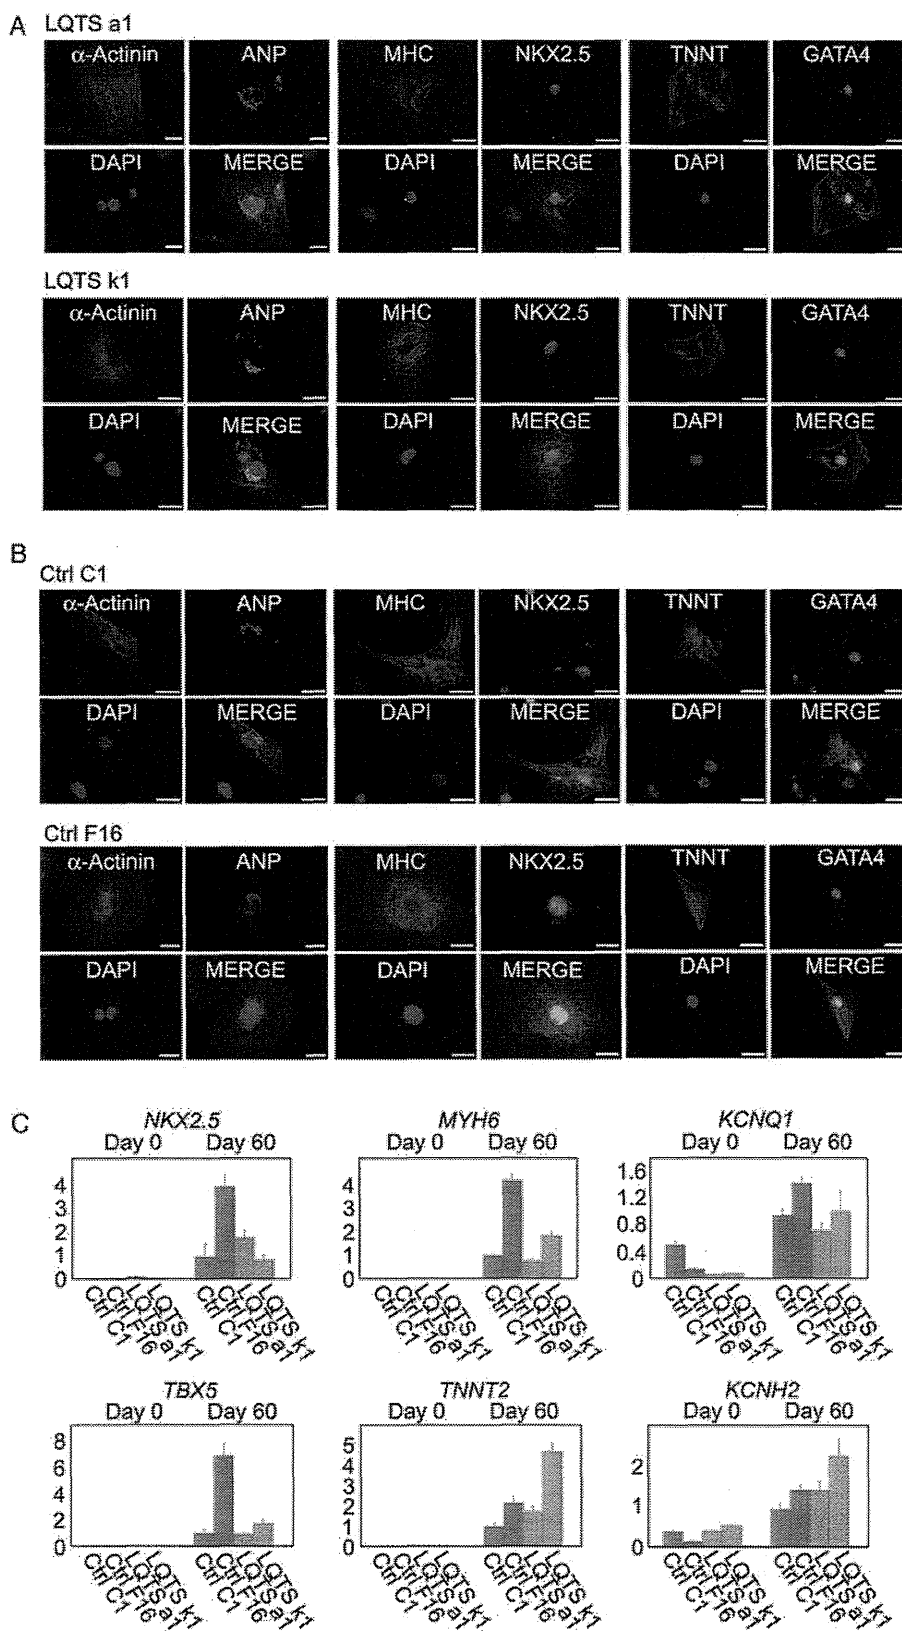 A LQTS a1
α-Actinin ANP MHC NKX2.5 TNNT GATA4
DAPI MERGE DAPI MERGE DAPI MERGE
LQTS k1
α-Actinin ANP MHC NKX2.5 TNNT GATA4
DAPI MERGE DAPI MERGE DAPI MERGE
B
Ctrl C1
α-Actinin ANP MHC NKX2.5 TNNT GATA4
DAPI MERGE DAPI MERGE DAPI MERGE
Ctrl F16
α-Actinin ANP MHC NKX2.5 TNNT GATA4
DAPI MERGE DAPI MERGE DAPI MERGE
C
NKX2.5
Day 0 Day 60
4
3
2
1
0
Ctrl C1
Ctrl F16
LQTS a1
LQTS k1
Ctrl C1
Ctrl F16
LQTS a1
LQTS k1
MYH6
Day 0 Day 60
4
3
2
1
0
Ctrl C1
Ctrl F16
LQTS a1
LQTS k1
Ctrl C1
Ctrl F16
LQTS a1
LQTS k1
KCNQ1
Day 0 Day 60
1.6
1.2
0.8
0.4
0
Ctrl C1
Ctrl F16
LQTS a1
LQTS k1
Ctrl C1
Ctrl F16
LQTS a1
LQTS k1
TBX5
Day 0 Day 60
8
6
4
2
0
Ctrl C1
Ctrl F16
LQTS a1
LQTS k1
Ctrl C1
Ctrl F16
LQTS a1
LQTS k1
TNNT2
Day 0 Day 60
5
4
3
2
1
0
Ctrl C1
Ctrl F16
LQTS a1
LQTS k1
Ctrl C1
Ctrl F16
LQTS a1
LQTS k1
KCNH2
Day 0 Day 60
2
1
0
Ctrl C1
Ctrl F16
LQTS a1
LQTS k1
Ctrl C1
Ctrl F16
LQTS a1
LQTS k1